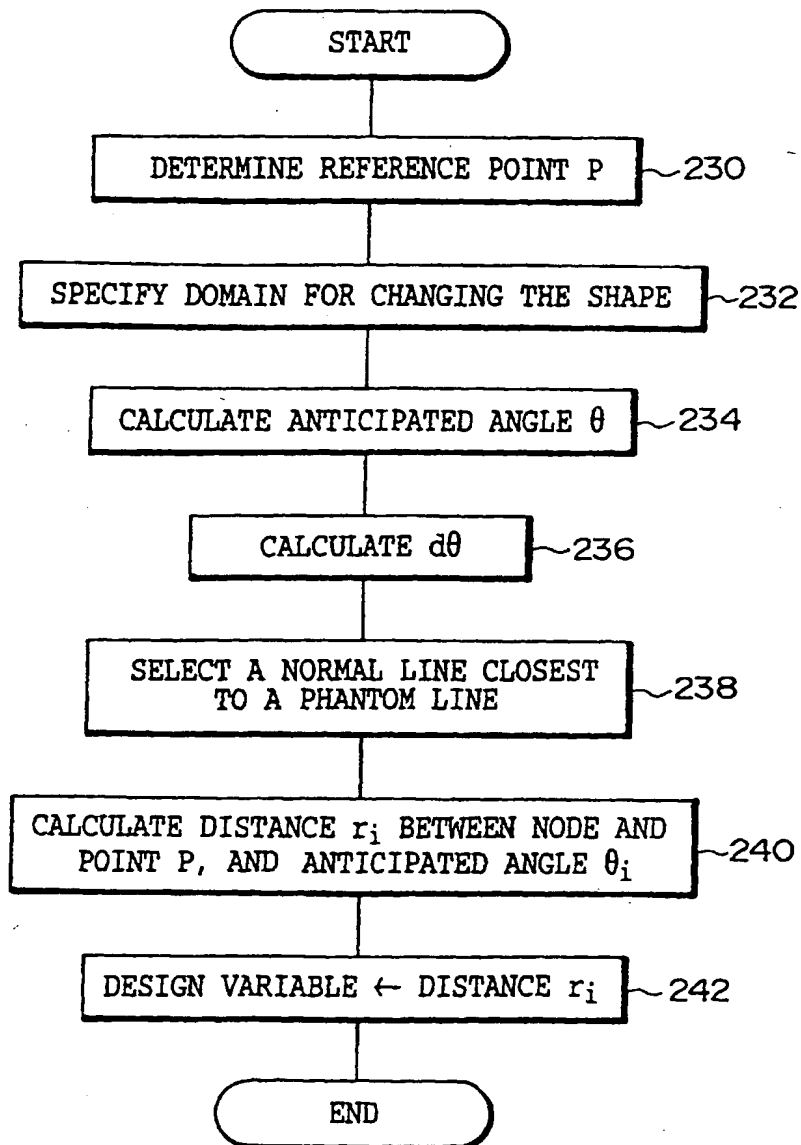 START
DETERMINE REFERENCE POINT P
230
SPECIFY DOMAIN FOR CHANGING THE SHAPE
232
CALCULATE ANTICIPATED ANGLE θ
234
CALCULATE dθ
236
SELECT A NORMAL LINE CLOSEST
TO A PHANTOM LINE
238
CALCULATE DISTANCE ri BETWEEN NODE AND
POINT P, AND ANTICIPATED ANGLE θi
240
DESIGN VARIABLE ← DISTANCE ri
242
END